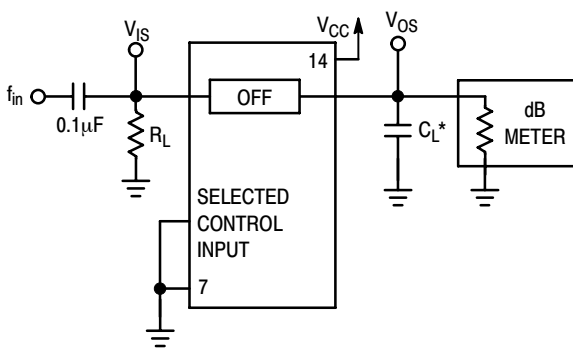 V_IS
V_CC
14
V_OS
f_in
0.1μF
R_L
OFF
C_L*
dB
METER
SELECTED
CONTROL
INPUT
7